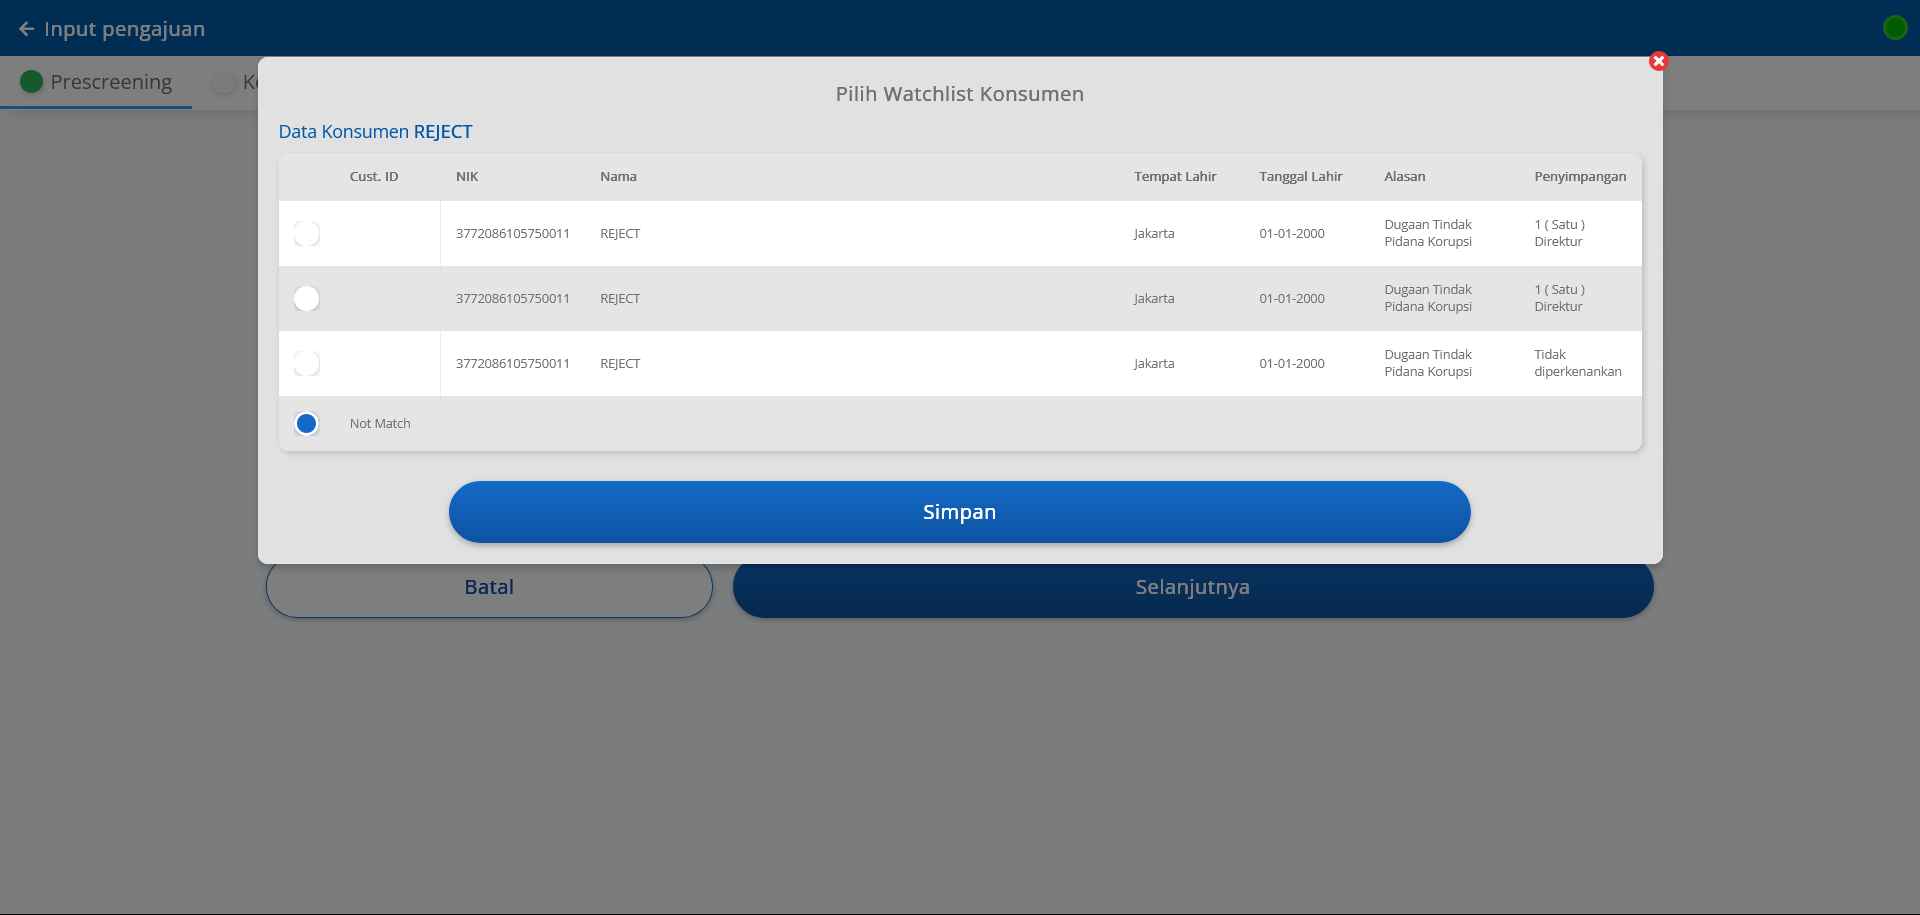 Input pengajuan
Prescreening
Pilih Watchlist Konsumen
Data Konsumen REJECT
Cust. ID NIK Nama Tempat Lahir Tanggal Lahir Alasan Penyimpangan
3772086105750011 REJECT Jakarta 01-01-2000 Dugaan Tindak 1 ( Satu )
Pidana Korupsi Direktur
3772086105750011 REJECT Jakarta 01-01-2000 Dugaan Tindak 1 ( Satu )
Pidana Korupsi Direktur
3772086105750011 REJECT Jakarta 01-01-2000 Dugaan Tindak Tidak
Pidana Korupsi diperkenankan
Not Match
Simpan
Batal Selanjutnya